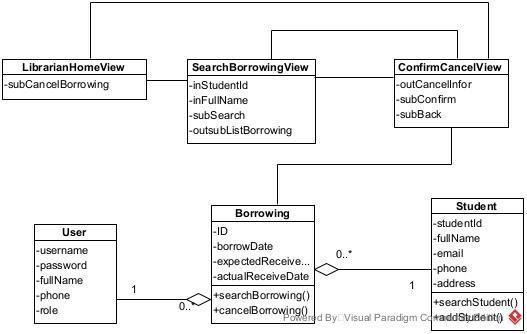 LibrarianHomeView
-subCancelBorrowing
SearchBorrowingView
-inStudentId
-inFullName
-subSearch
-outsubListBorrowing
ConfirmCancelView
-outCancelInfor
-subConfirm
-subBack
User
-username
-password
-fullName
-phone
-role
1
0..*
Borrowing
-ID
-borrowDate
-expectedReceive...
-actualReceiveDate
+searchBorrowing()
+cancelBorrowing()
0..*
1
Student
-studentId
-fullName
-email
-phone
-address
+searchStudent()
+addStudent()
Powered By Visual Paradigm